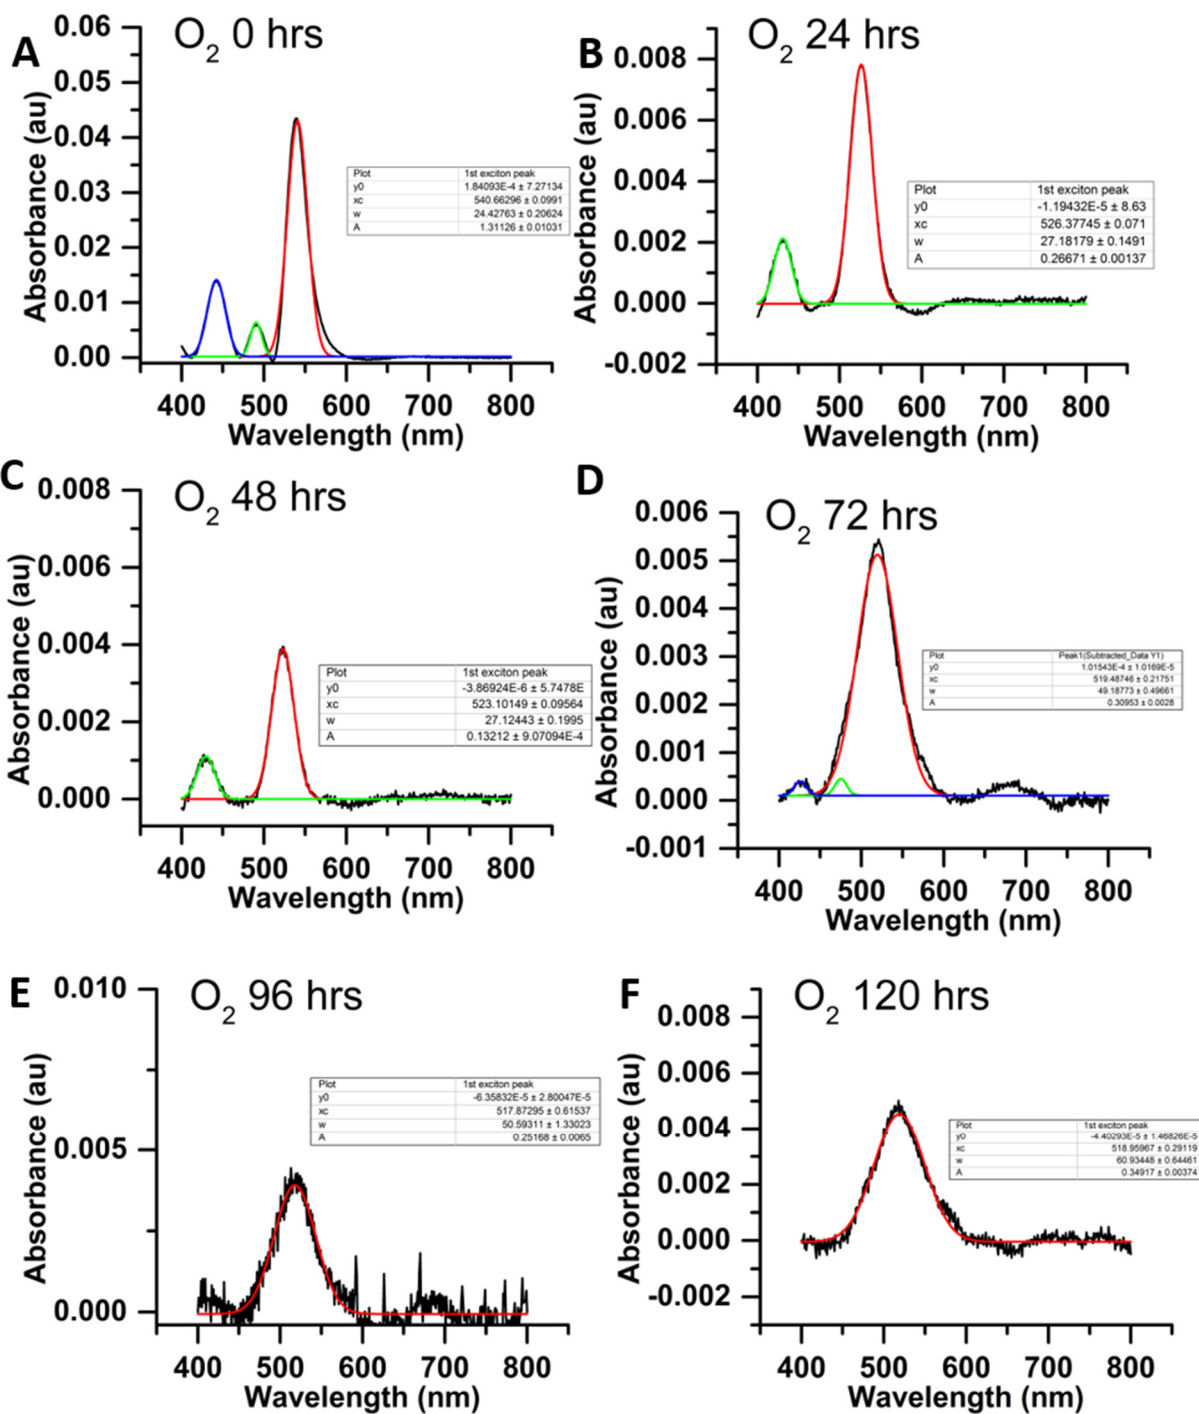 A
O2 0 hrs
0.06
0.05
0.04
0.03
0.02
0.01
0.00
Absorbance (au)
Plot 1st exciton peak
y0 1.84093E-4 ± 7.27134
xc 540.66296 ± 0.0991
w 24.42763 ± 0.20624
A 1.31126 ± 0.01031
400 500 600 700 800
Wavelength (nm)
B
O2 24 hrs
0.008
0.006
0.004
0.002
0.000
-0.002
Absorbance (au)
Plot 1st exciton peak
y0 -1.19432E-5 ± 8.63
xc 526.37745 ± 0.071
w 27.18179 ± 0.1491
A 0.26671 ± 0.00137
400 500 600 700 800
Wavelength (nm)
C
O2 48 hrs
0.008
0.006
0.004
0.002
0.000
Absorbance (au)
Plot 1st exciton peak
y0 -3.86924E-6 ± 5.7478E
xc 523.10149 ± 0.09564
w 27.12443 ± 0.1995
A 0.13212 ± 9.07094E-4
400 500 600 700 800
Wavelength (nm)
D
O2 72 hrs
0.006
0.005
0.004
0.003
0.002
0.001
0.000
-0.001
Absorbance (au)
Plot Peak1(Subtracted_Data Y1)
y0 1.01543E-4 ± 1.0169E-5
xc 519.48746 ± 0.21751
w 49.18773 ± 0.49661
A 0.30953 ± 0.0028
400 500 600 700 800
Wavelength (nm)
E
O2 96 hrs
0.010
0.005
0.000
Absorbance (au)
Plot 1st exciton peak
y0 -6.35832E-5 ± 2.80047E-5
xc 517.87295 ± 0.61537
w 50.59311 ± 1.33023
A 0.25168 ± 0.0065
400 500 600 700 800
Wavelength (nm)
F
O2 120 hrs
0.008
0.006
0.004
0.002
0.000
-0.002
Absorbance (au)
Plot 1st exciton peak
y0 -4.40293E-5 ± 1.46826E-5
xc 518.95967 ± 0.29119
w 60.93448 ± 0.64461
A 0.34917 ± 0.00374
400 500 600 700 800
Wavelength (nm)